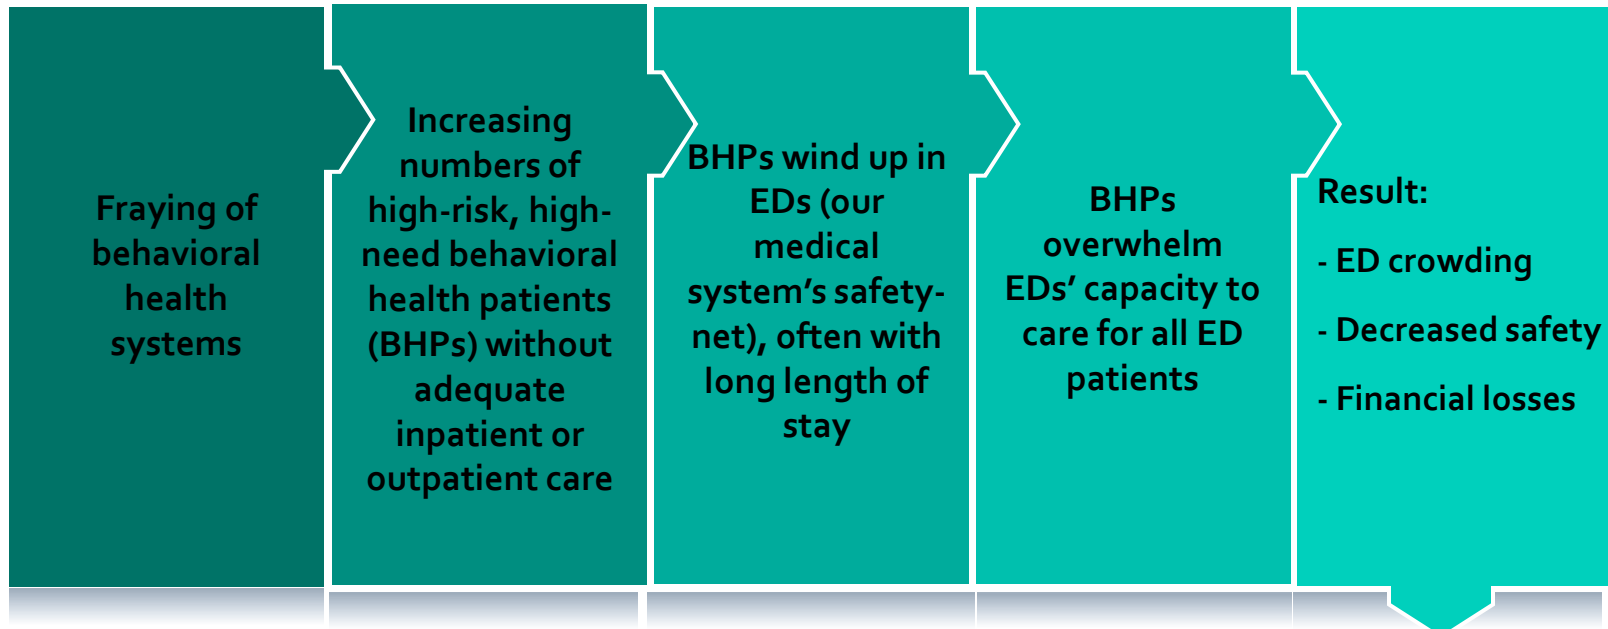 Fraying of
behavioral
health
systems
Increasing
numbers of
high-risk, high-
need behavioral
health patients
(BHPs) without
adequate
inpatient or
outpatient care
BHPs wind up in
EDs (our
medical
system’s safety-
net), often with
long length of
stay
BHPs
overwhelm
EDs’ capacity to
care for all ED
patients
Result:
- ED crowding
- Decreased safety
- Financial losses